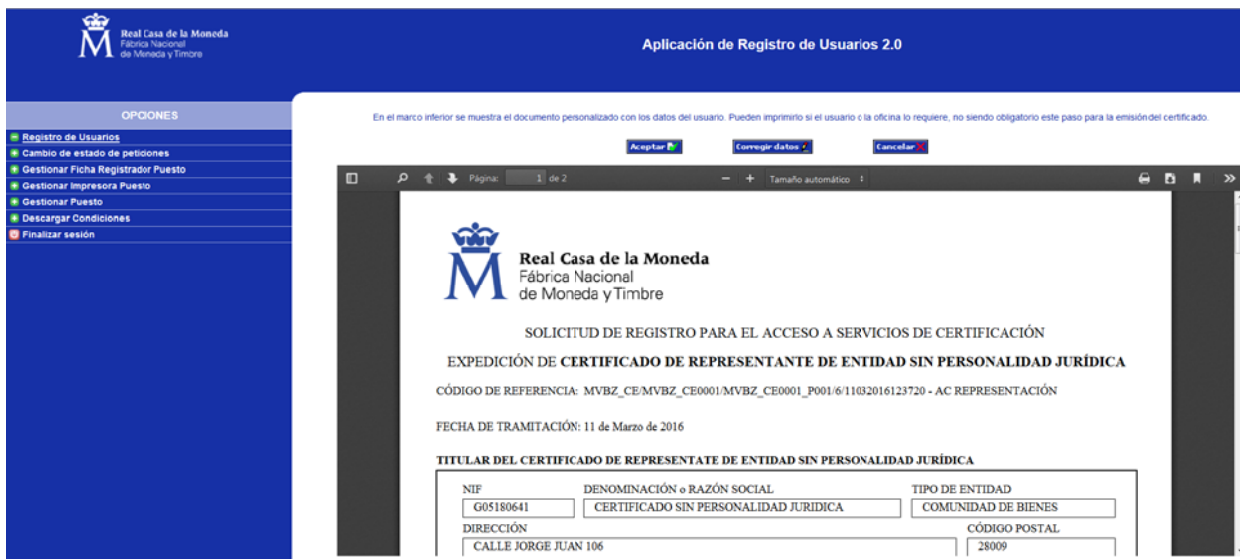 Real Casa de la Moneda
Fábrica Nacional
de Moneda y Timbre
Aplicación de Registro de Usuarios 2.0
OPCIONES
Registro de Usuarios
Cambio de estado de peticiones
Gestionar Ficha Registrador Puesto
Gestionar Impresora Puesto
Gestionar Puesto
Descargar Condiciones
Finalizar sesión
En el marco inferior se muestra el documento personalizado con los datos del usuario. Pueden imprimirlo si el usuario o la oficina lo requiere, no siendo obligatorio este paso para la emisión del certificado.
Aceptar Corregir datos Cancelar
Página: 1 de 2 Tamaño automático
Real Casa de la Moneda
Fábrica Nacional
de Moneda y Timbre
SOLICITUD DE REGISTRO PARA EL ACCESO A SERVICIOS DE CERTIFICACIÓN
EXPEDICIÓN DE CERTIFICADO DE REPRESENTANTE DE ENTIDAD SIN PERSONALIDAD JURÍDICA
CÓDIGO DE REFERENCIA: MVBZ_CE/MVBZ_CE0001/MVBZ_CE0001_P001/6/11032016123720 - AC REPRESENTACIÓN
FECHA DE TRAMITACIÓN: 11 de Marzo de 2016
TITULAR DEL CERTIFICADO DE REPRESENTATE DE ENTIDAD SIN PERSONALIDAD JURÍDICA
NIF DENOMINACIÓN o RAZÓN SOCIAL TIPO DE ENTIDAD
G05180641 CERTIFICADO SIN PERSONALIDAD JURIDICA COMUNIDAD DE BIENES
DIRECCIÓN CÓDIGO POSTAL
CALLE JORGE JUAN 106 28009